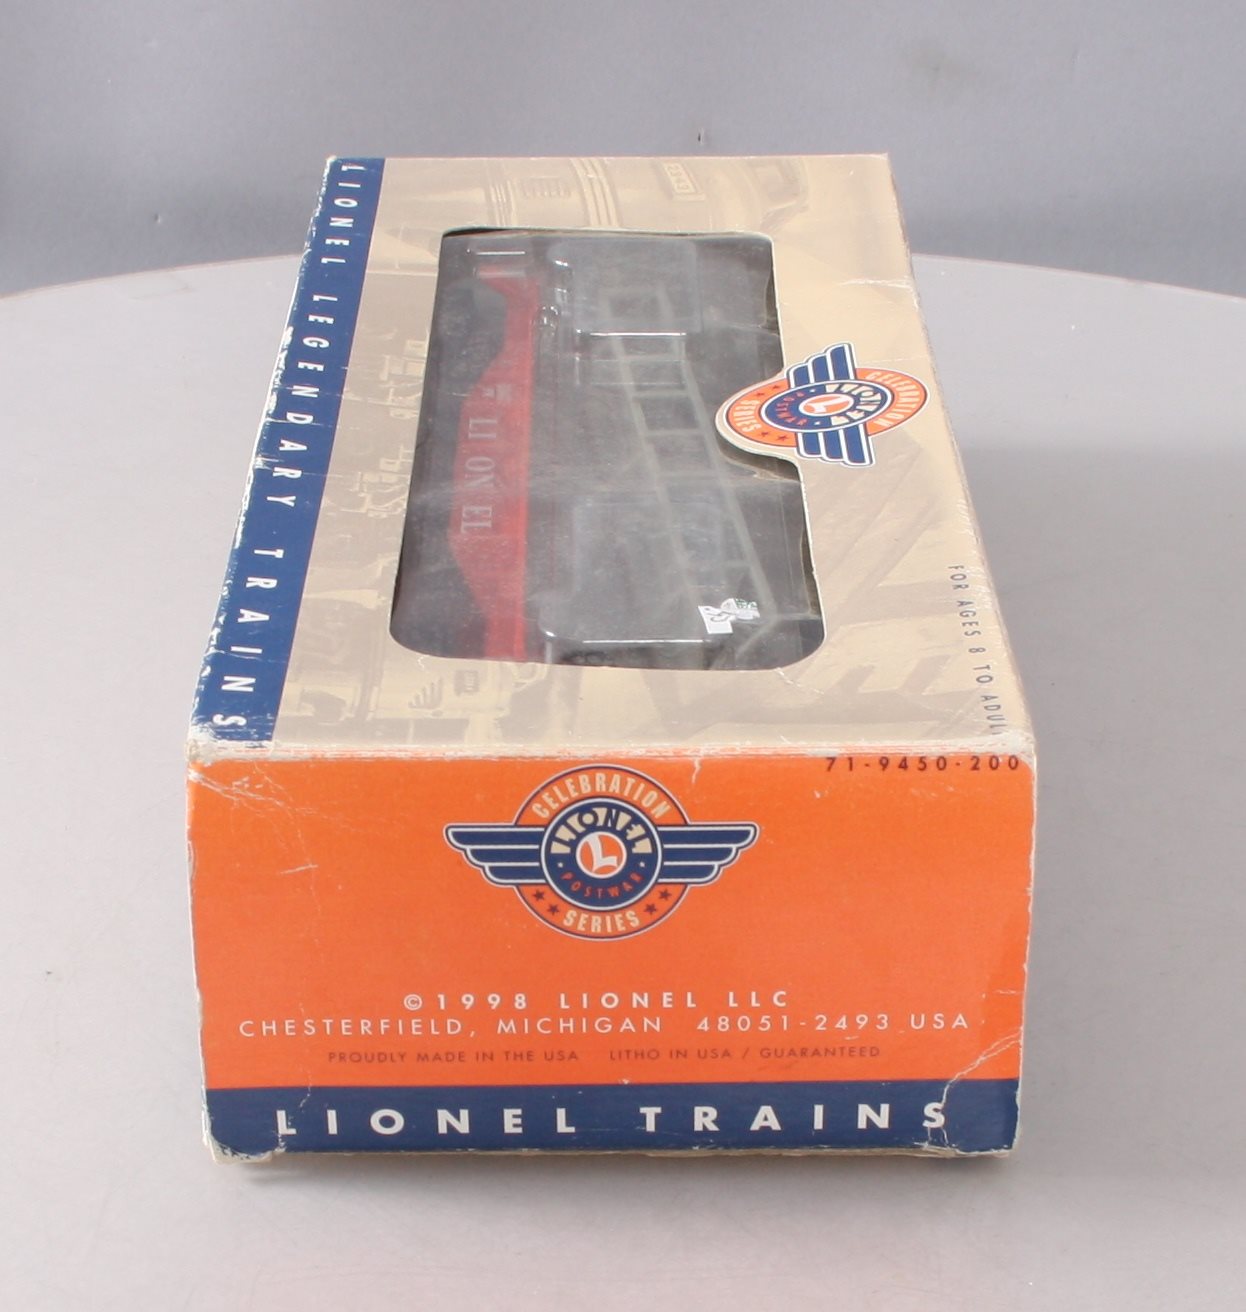 LIONEL LEGENDARY TRAINS
LIONEL
CELEBRATION
LIONEL
L
POSTWAR
SERIES
FOR AGES 8 TO ADUL
71-9450-200
CELEBRATION
LIONEL
L
POSTWAR
SERIES
©1998 LIONEL LLC
CHESTERFIELD, MICHIGAN 48051-2493 USA
PROUDLY MADE IN THE USA LITHO IN USA / GUARANTEED
LIONEL TRAINS